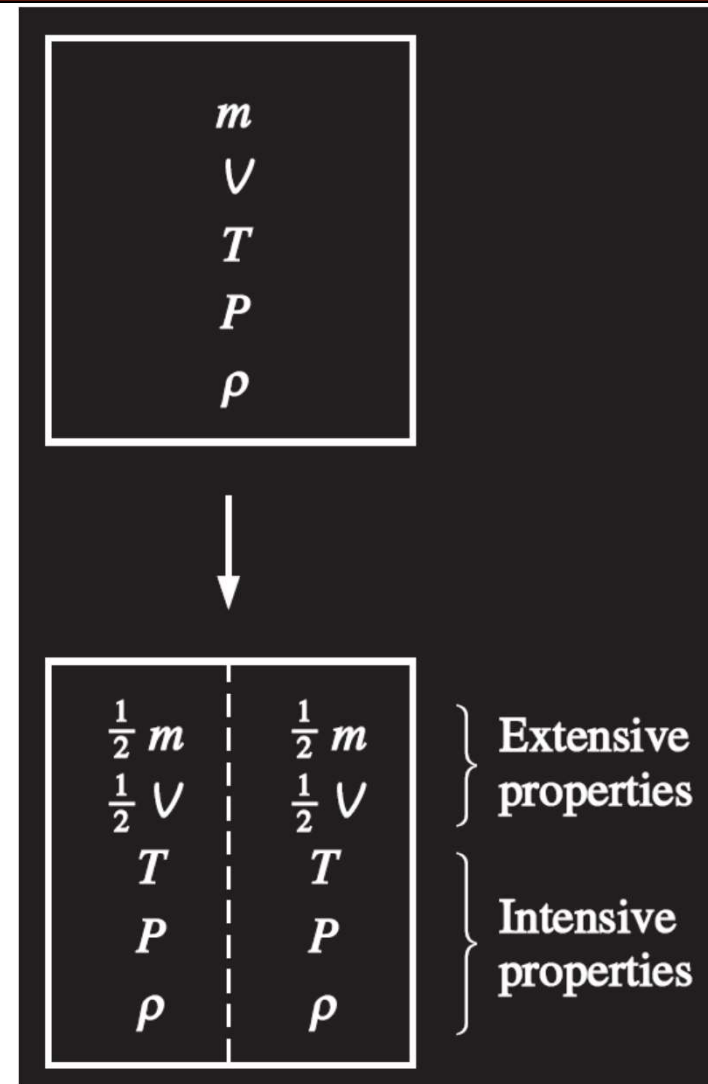 m
V
T
P
ρ
½ m ½ m
½ V ½ V
T T
P P
ρ ρ
Extensive
properties
Intensive
properties